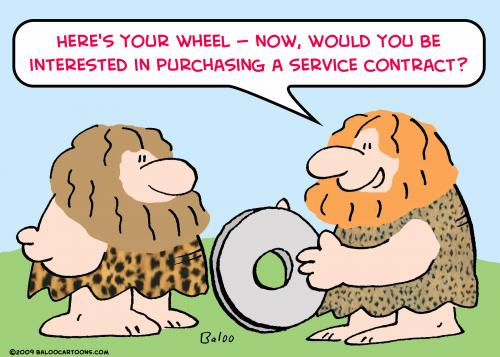 HERE'S YOUR WHEEL – NOW, WOULD YOU BE
INTERESTED IN PURCHASING A SERVICE CONTRACT?
Baloo
©2009 BALOOCARTOONS.COM